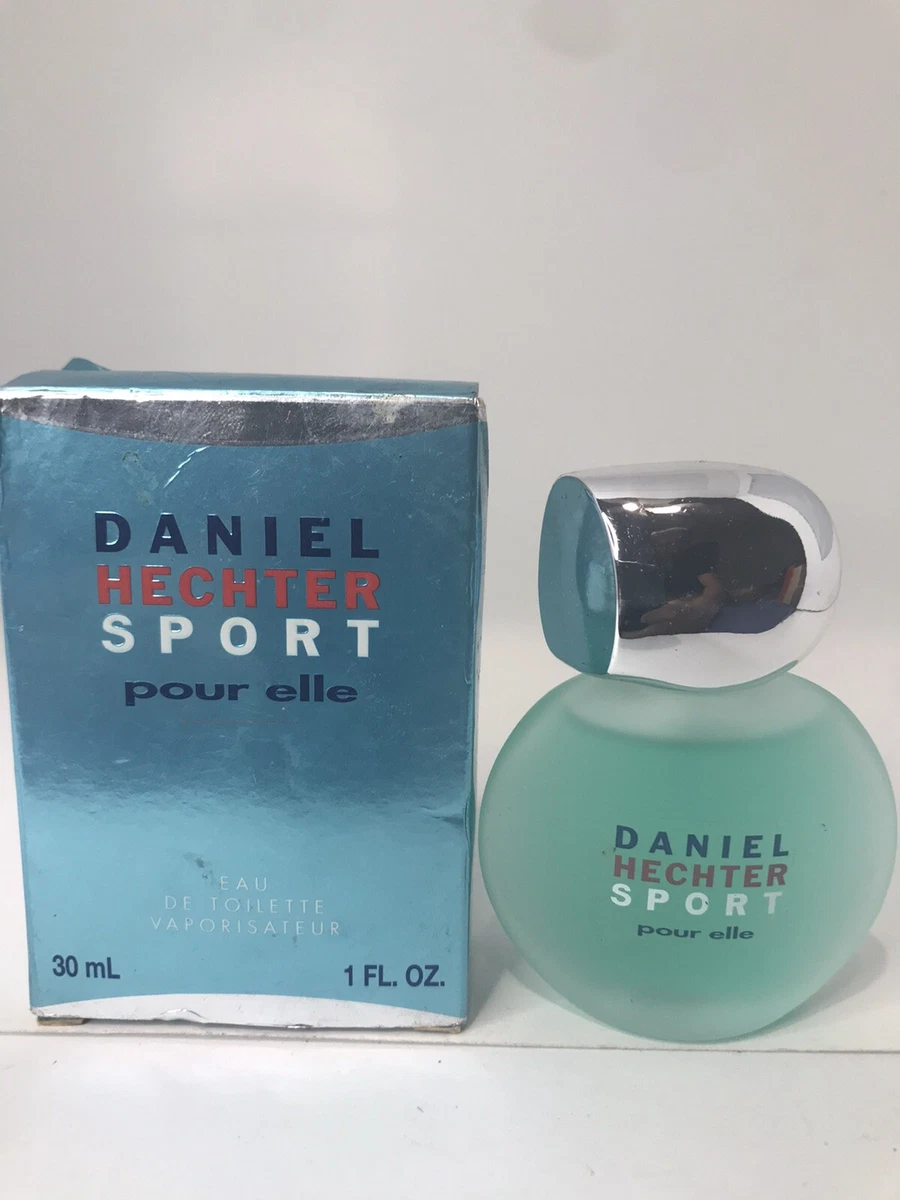 DANIEL
HECHTER
SPORT
pour elle
EAU
DE TOILETTE
VAPORISATEUR
30 mL
1 FL. OZ.
DANIEL
HECHTER
SPORT
pour elle